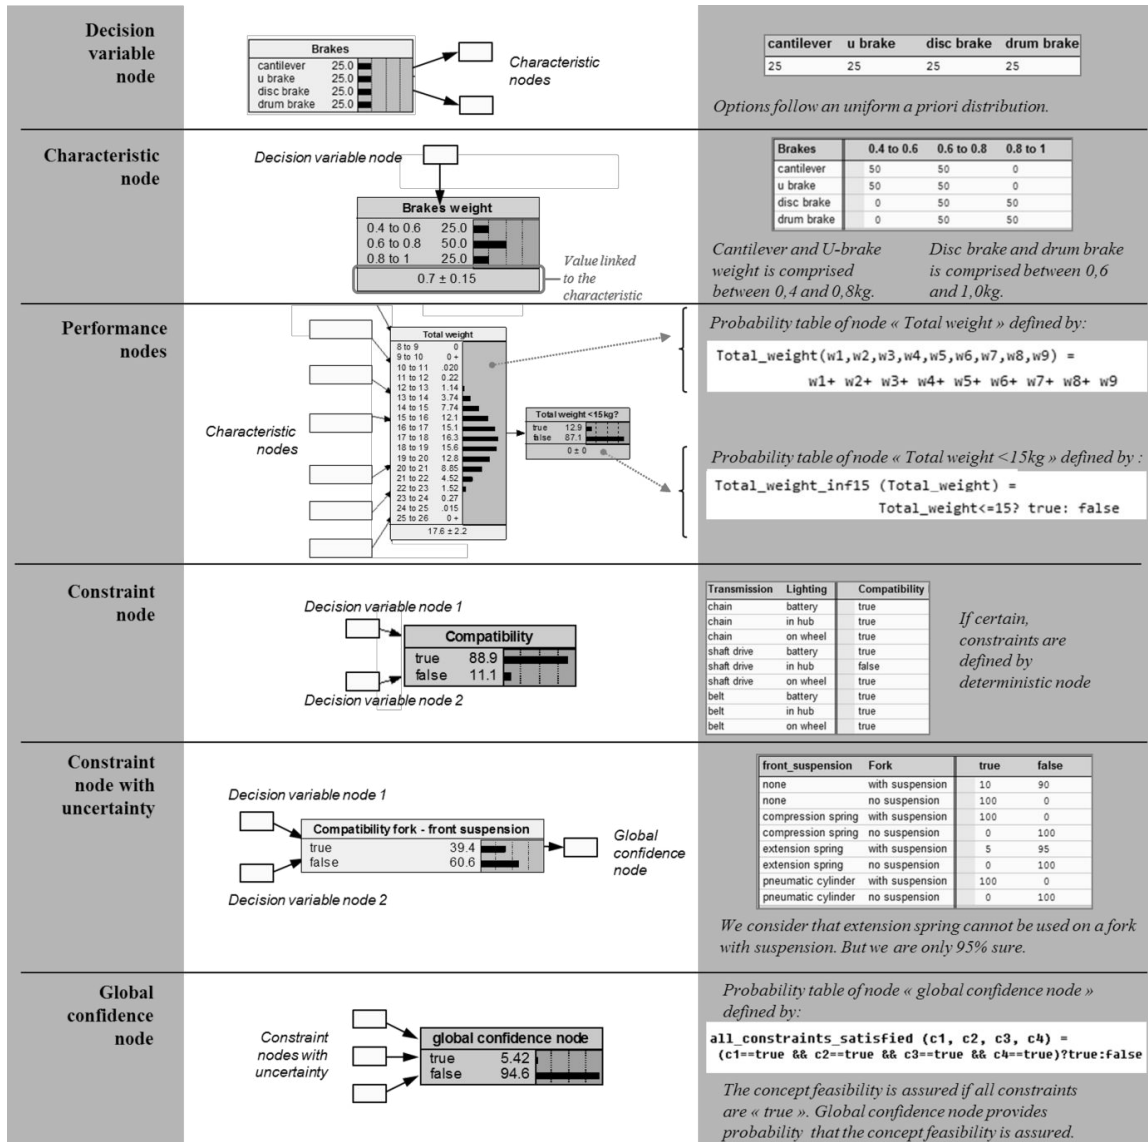 Decision
variable
node
Brakes
cantilever 25.0
u brake 25.0
disc brake 25.0
drum brake 25.0
Characteristic
nodes
cantilever u brake disc brake drum brake
25 25 25 25
Options follow an uniform a priori distribution.
Characteristic
node
Decision variable node
Brakes weight
0.4 to 0.6 25.0
0.6 to 0.8 50.0
0.8 to 1 25.0
0.7 ± 0.15
Value linked
to the
characteristic
Brakes 0.4 to 0.6 0.6 to 0.8 0.8 to 1
cantilever 50 50 0
u brake 50 50 0
disc brake 0 50 50
drum brake 0 50 50
Cantilever and U-brake
weight is comprised
between 0,4 and 0,8kg.
Disc brake and drum brake
is comprised between 0,6
and 1,0kg.
Performance
nodes
Characteristic
nodes
Total weight
8 to 9 0
9 to 10 0 +
10 to 11 .020
11 to 12 0.22
12 to 13 1.14
13 to 14 3.74
14 to 15 7.74
15 to 16 12.1
16 to 17 15.1
17 to 18 16.3
18 to 19 15.6
19 to 20 12.8
20 to 21 8.85
21 to 22 4.52
22 to 23 1.52
23 to 24 0.27
24 to 25 .015
25 to 26 0 +
17.6 ± 2.2
Total weight <15kg?
true 12.9
false 87.1
0 ± 0
Probability table of node « Total weight » defined by:
Total_weight(w1,w2,w3,w4,w5,w6,w7,w8,w9) =
w1+ w2+ w3+ w4+ w5+ w6+ w7+ w8+ w9
Probability table of node « Total weight <15kg » defined by :
Total_weight_inf15 (Total_weight) =
Total_weight<=15? true: false
Constraint
node
Decision variable node 1
Compatibility
true 88.9
false 11.1
Decision variable node 2
Transmission Lighting Compatibility
chain battery true
chain in hub true
chain on wheel true
shaft drive battery true
shaft drive in hub false
shaft drive on wheel true
belt battery true
belt in hub true
belt on wheel true
If certain,
constraints are
defined by
deterministic node
Constraint
node with
uncertainty
Decision variable node 1
Compatibility fork - front suspension
true 39.4
false 60.6
Decision variable node 2
Global
confidence
node
front_suspension Fork true false
none with suspension 10 90
none no suspension 100 0
compression spring with suspension 100 0
compression spring no suspension 0 100
extension spring with suspension 5 95
extension spring no suspension 0 100
pneumatic cylinder with suspension 100 0
pneumatic cylinder no suspension 0 100
We consider that extension spring cannot be used on a fork
with suspension. But we are only 95% sure.
Global
confidence
node
Constraint
nodes with
uncertainty
global confidence node
true 5.42
false 94.6
Probability table of node « global confidence node »
defined by:
all_constraints_satisfied (c1, c2, c3, c4) =
(c1==true && c2==true && c3==true && c4==true)?true:false
The concept feasibility is assured if all constraints
are « true ». Global confidence node provides
probability that the concept feasibility is assured.